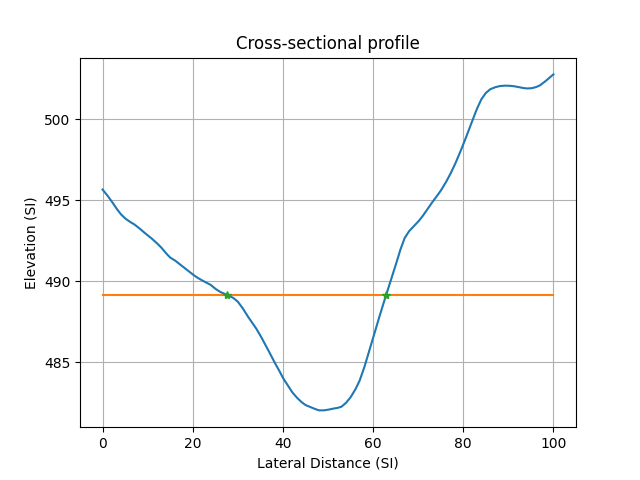 Cross-sectional profile
500
495
490
485
Elevation (SI)
0 20 40 60 80 100
Lateral Distance (SI)